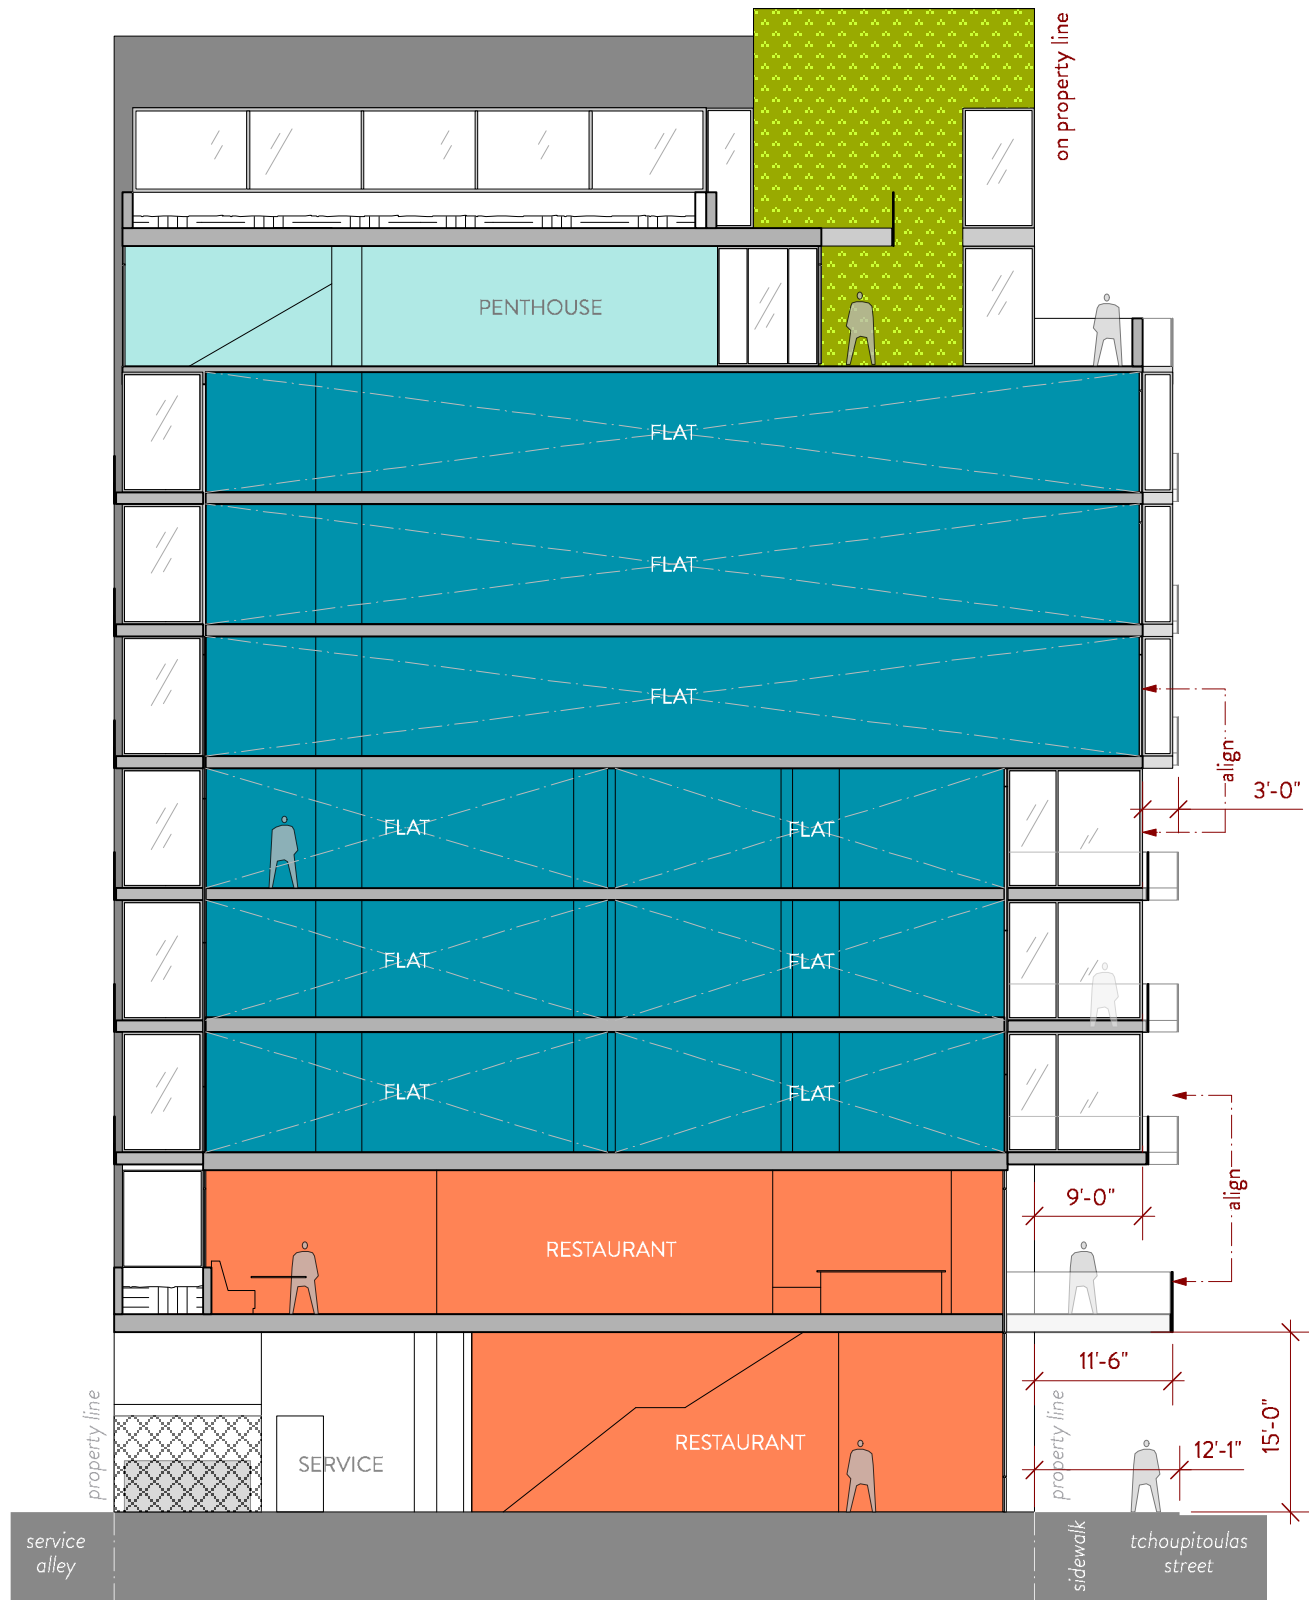 on property line
PENTHOUSE
FLAT
FLAT
FLAT
align
3'-0"
FLAT
FLAT
FLAT
FLAT
FLAT
FLAT
align
9'-0"
RESTAURANT
11'-6"
property line
property line
15'-0"
RESTAURANT
12'-1"
SERVICE
service
alley
sidewalk
tchoupitoulas
street